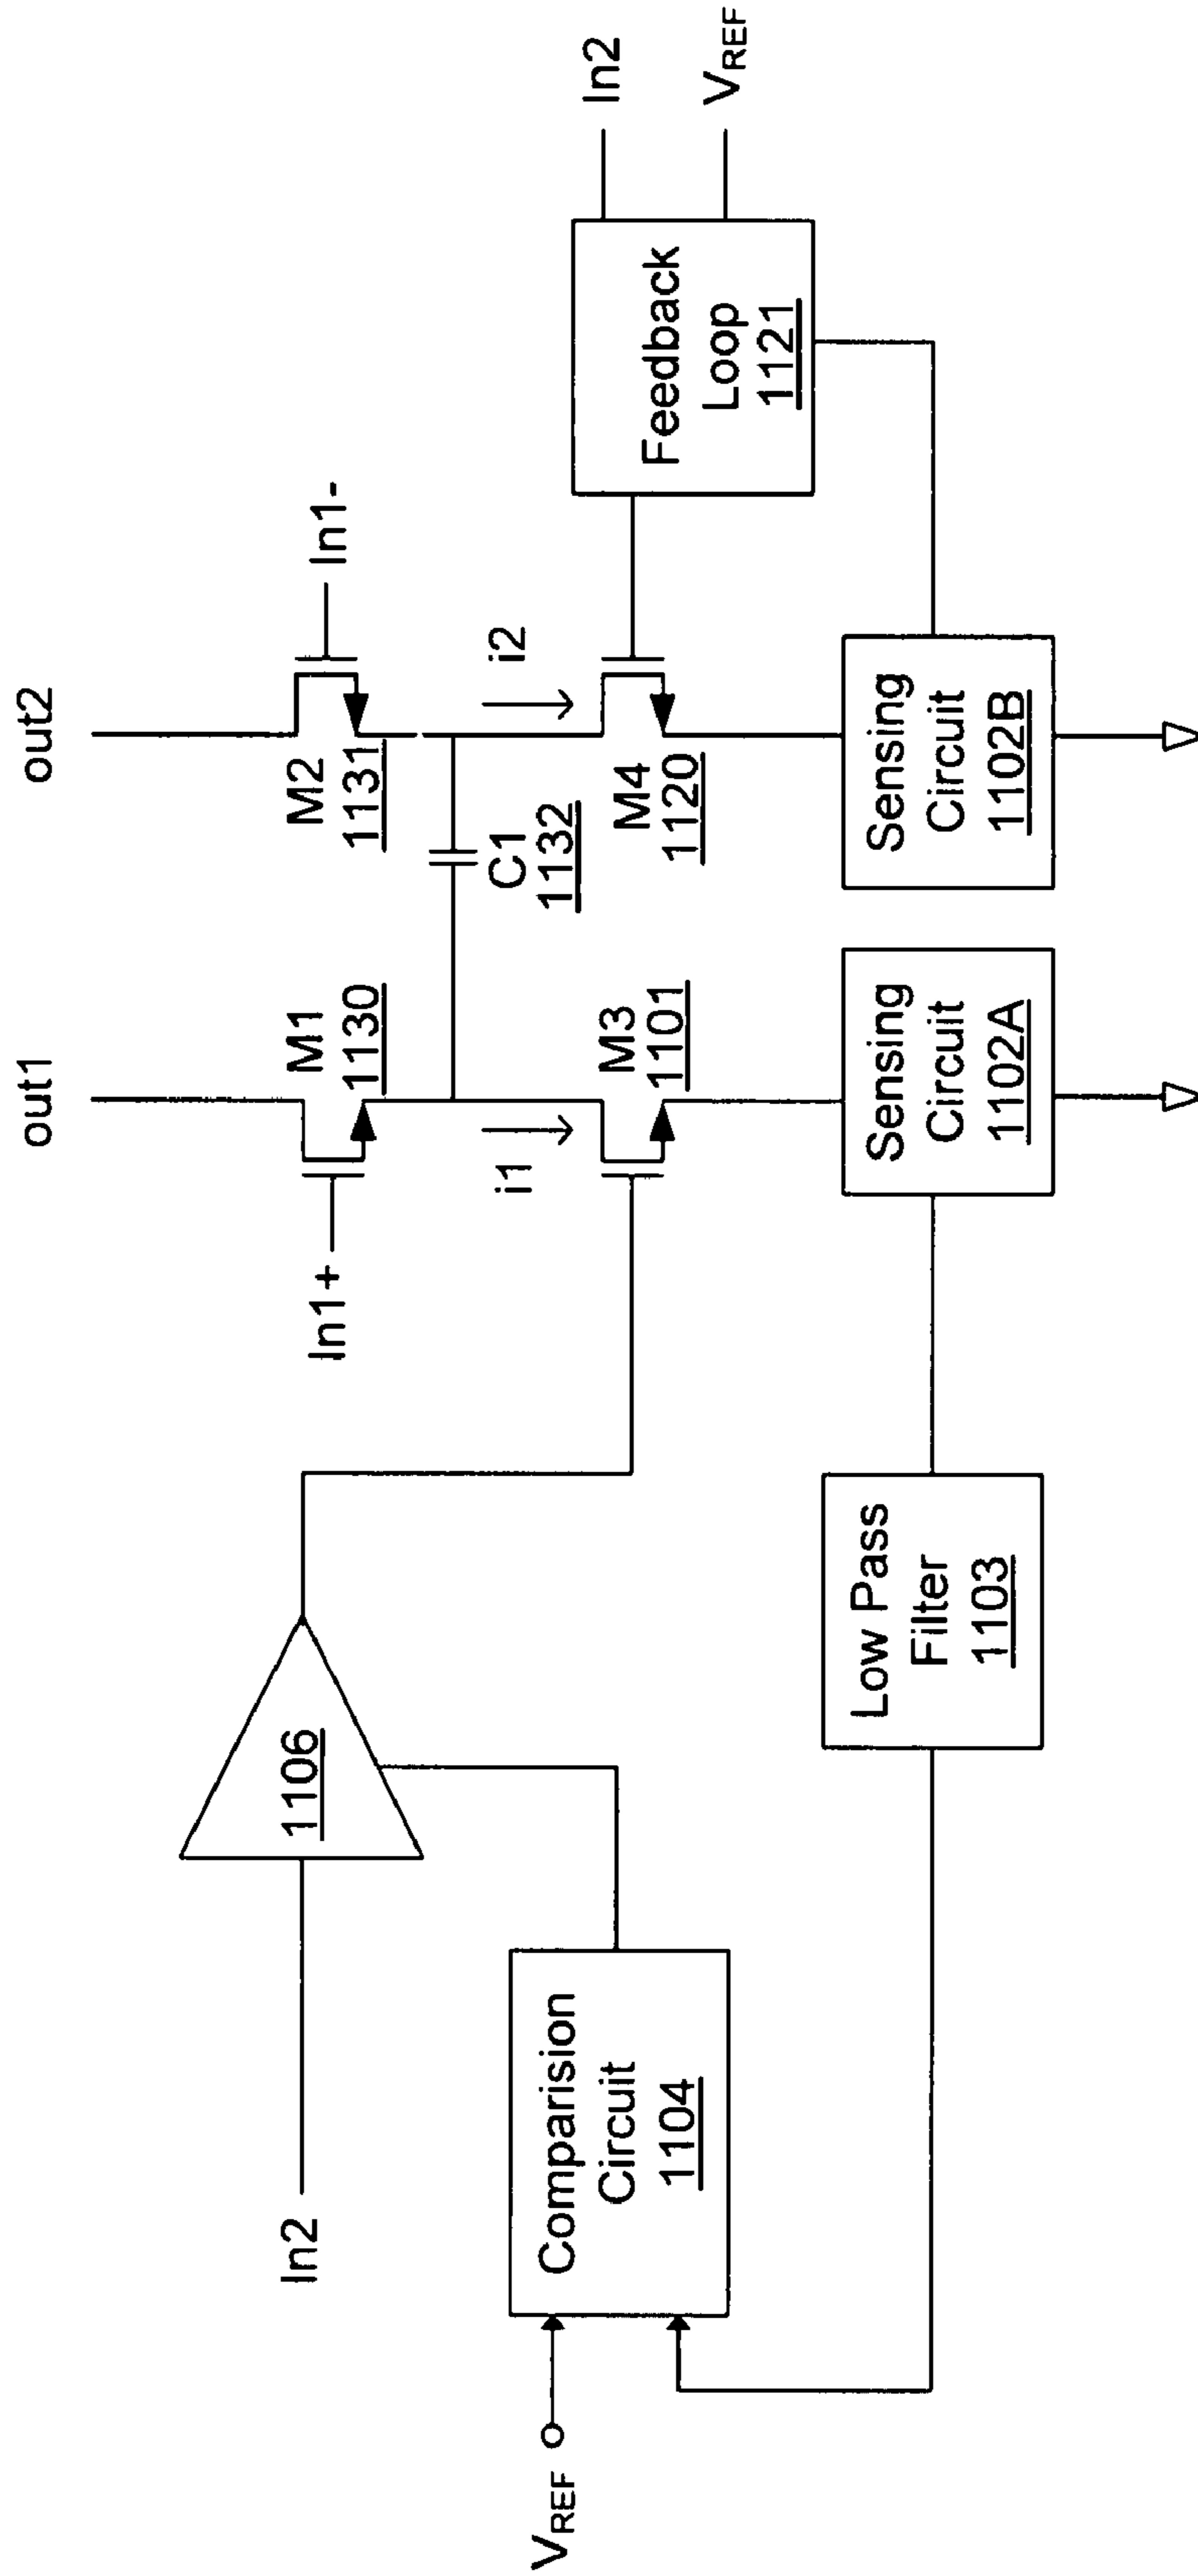 out1
out2
M1
1130
M2
1131
In1+
In1-
C1
1132
i1
i2
M3
1101
M4
1120
In2
1106
In2
VREF
Feedback
Loop
1121
VREF
Comparision
Circuit
1104
Low Pass
Filter
1103
Sensing
Circuit
1102A
Sensing
Circuit
1102B